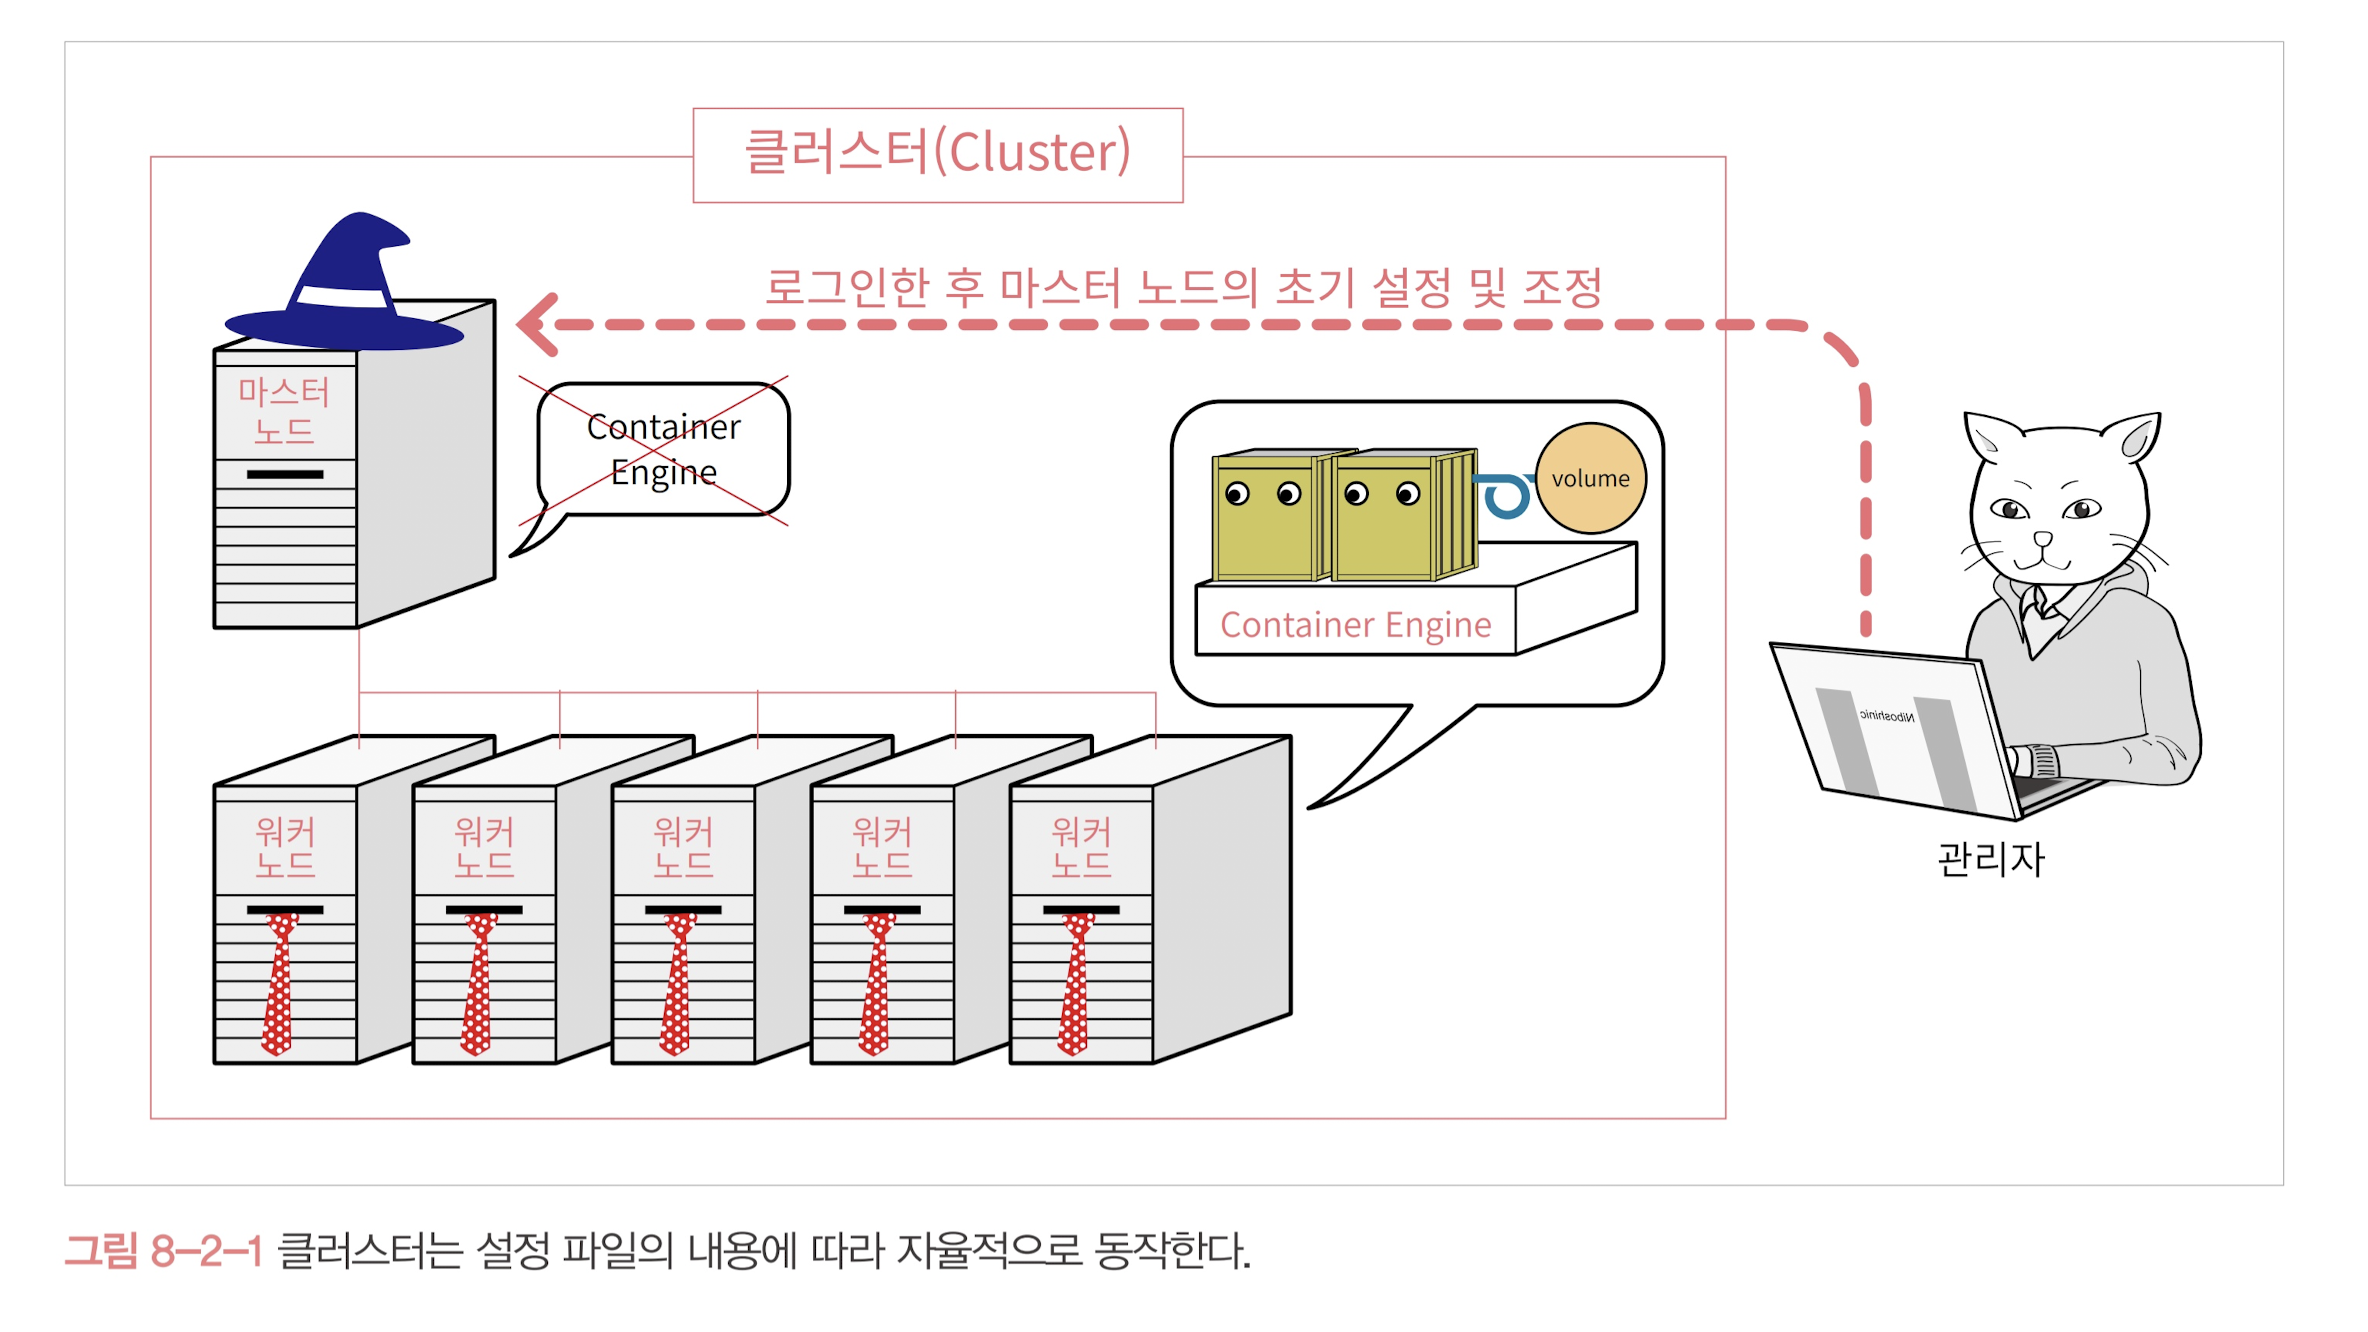 클러스터(Cluster)
로그인한 후 마스터 노드의 초기 설정 및 조정
마스터
노드
Container
Engine
volume
Container Engine
Niboshinic
관리자
워커
노드
워커
노드
워커
노드
워커
노드
워커
노드
그림 8-2-1 클러스터는 설정 파일의 내용에 따라 자율적으로 동작한다.